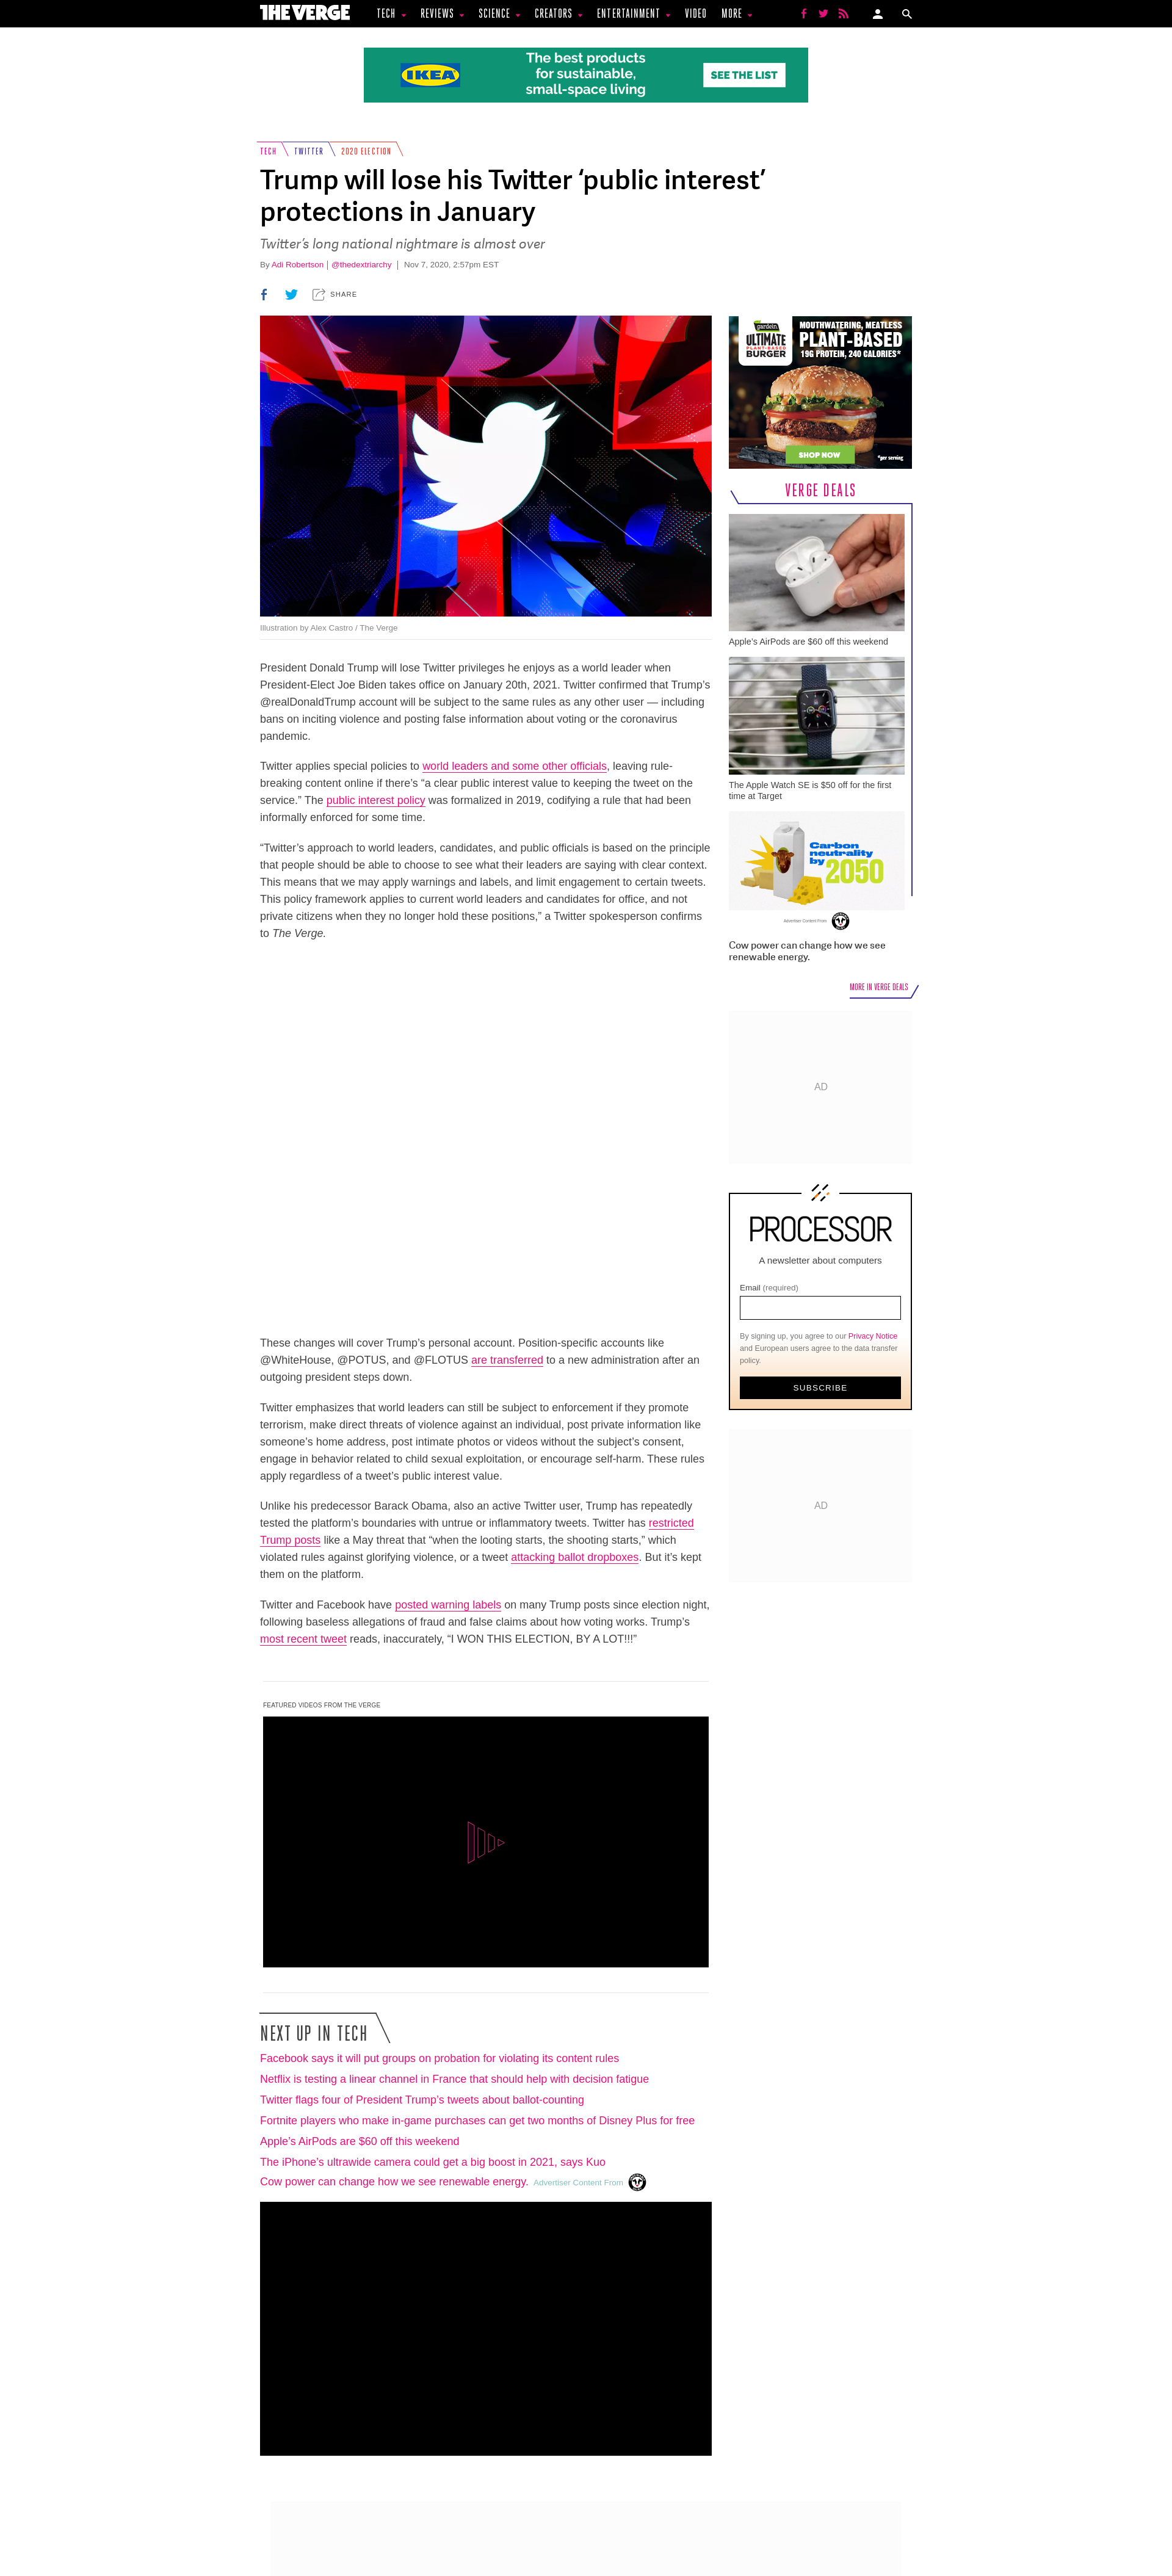 THE VERGE
TECH REVIEWS SCIENCE CREATORS ENTERTAINMENT VIDEO MORE
IKEA
The best products
for sustainable,
small-space living
SEE THE LIST
TECH TWITTER 2020 ELECTION
Trump will lose his Twitter ‘public interest’
protections in January
Twitter’s long national nightmare is almost over
By Adi Robertson | @thedextriarchy | Nov 7, 2020, 2:57pm EST
SHARE
Illustration by Alex Castro / The Verge
President Donald Trump will lose Twitter privileges he enjoys as a world leader when
President-Elect Joe Biden takes office on January 20th, 2021. Twitter confirmed that Trump’s
@realDonaldTrump account will be subject to the same rules as any other user — including
bans on inciting violence and posting false information about voting or the coronavirus
pandemic.
Twitter applies special policies to world leaders and some other officials, leaving rule-
breaking content online if there’s “a clear public interest value to keeping the tweet on the
service.” The public interest policy was formalized in 2019, codifying a rule that had been
informally enforced for some time.
“Twitter’s approach to world leaders, candidates, and public officials is based on the principle
that people should be able to choose to see what their leaders are saying with clear context.
This means that we may apply warnings and labels, and limit engagement to certain tweets.
This policy framework applies to current world leaders and candidates for office, and not
private citizens when they no longer hold these positions,” a Twitter spokesperson confirms
to The Verge.
These changes will cover Trump’s personal account. Position-specific accounts like
@WhiteHouse, @POTUS, and @FLOTUS are transferred to a new administration after an
outgoing president steps down.
Twitter emphasizes that world leaders can still be subject to enforcement if they promote
terrorism, make direct threats of violence against an individual, post private information like
someone’s home address, post intimate photos or videos without the subject’s consent,
engage in behavior related to child sexual exploitation, or encourage self-harm. These rules
apply regardless of a tweet’s public interest value.
Unlike his predecessor Barack Obama, also an active Twitter user, Trump has repeatedly
tested the platform’s boundaries with untrue or inflammatory tweets. Twitter has restricted
Trump posts like a May threat that “when the looting starts, the shooting starts,” which
violated rules against glorifying violence, or a tweet attacking ballot dropboxes. But it’s kept
them on the platform.
Twitter and Facebook have posted warning labels on many Trump posts since election night,
following baseless allegations of fraud and false claims about how voting works. Trump’s
most recent tweet reads, inaccurately, “I WON THIS ELECTION, BY A LOT!!!”
FEATURED VIDEOS FROM THE VERGE
NEXT UP IN TECH
Facebook says it will put groups on probation for violating its content rules
Netflix is testing a linear channel in France that should help with decision fatigue
Twitter flags four of President Trump’s tweets about ballot-counting
Fortnite players who make in-game purchases can get two months of Disney Plus for free
Apple’s AirPods are $60 off this weekend
The iPhone’s ultrawide camera could get a big boost in 2021, says Kuo
Cow power can change how we see renewable energy. Advertiser Content From
gardein
ULTIMATE
PLANT-BASED
BURGER
MOUTHWATERING, MEATLESS
PLANT-BASED
19G PROTEIN, 240 CALORIES*
SHOP NOW
*per serving
VERGE DEALS
Apple’s AirPods are $60 off this weekend
The Apple Watch SE is $50 off for the first
time at Target
Carbon
neutrality
by 2050
Advertiser Content From
Cow power can change how we see
renewable energy.
MORE IN VERGE DEALS
AD
PROCESSOR
A newsletter about computers
Email (required)
By signing up, you agree to our Privacy Notice
and European users agree to the data transfer
policy.
SUBSCRIBE
AD